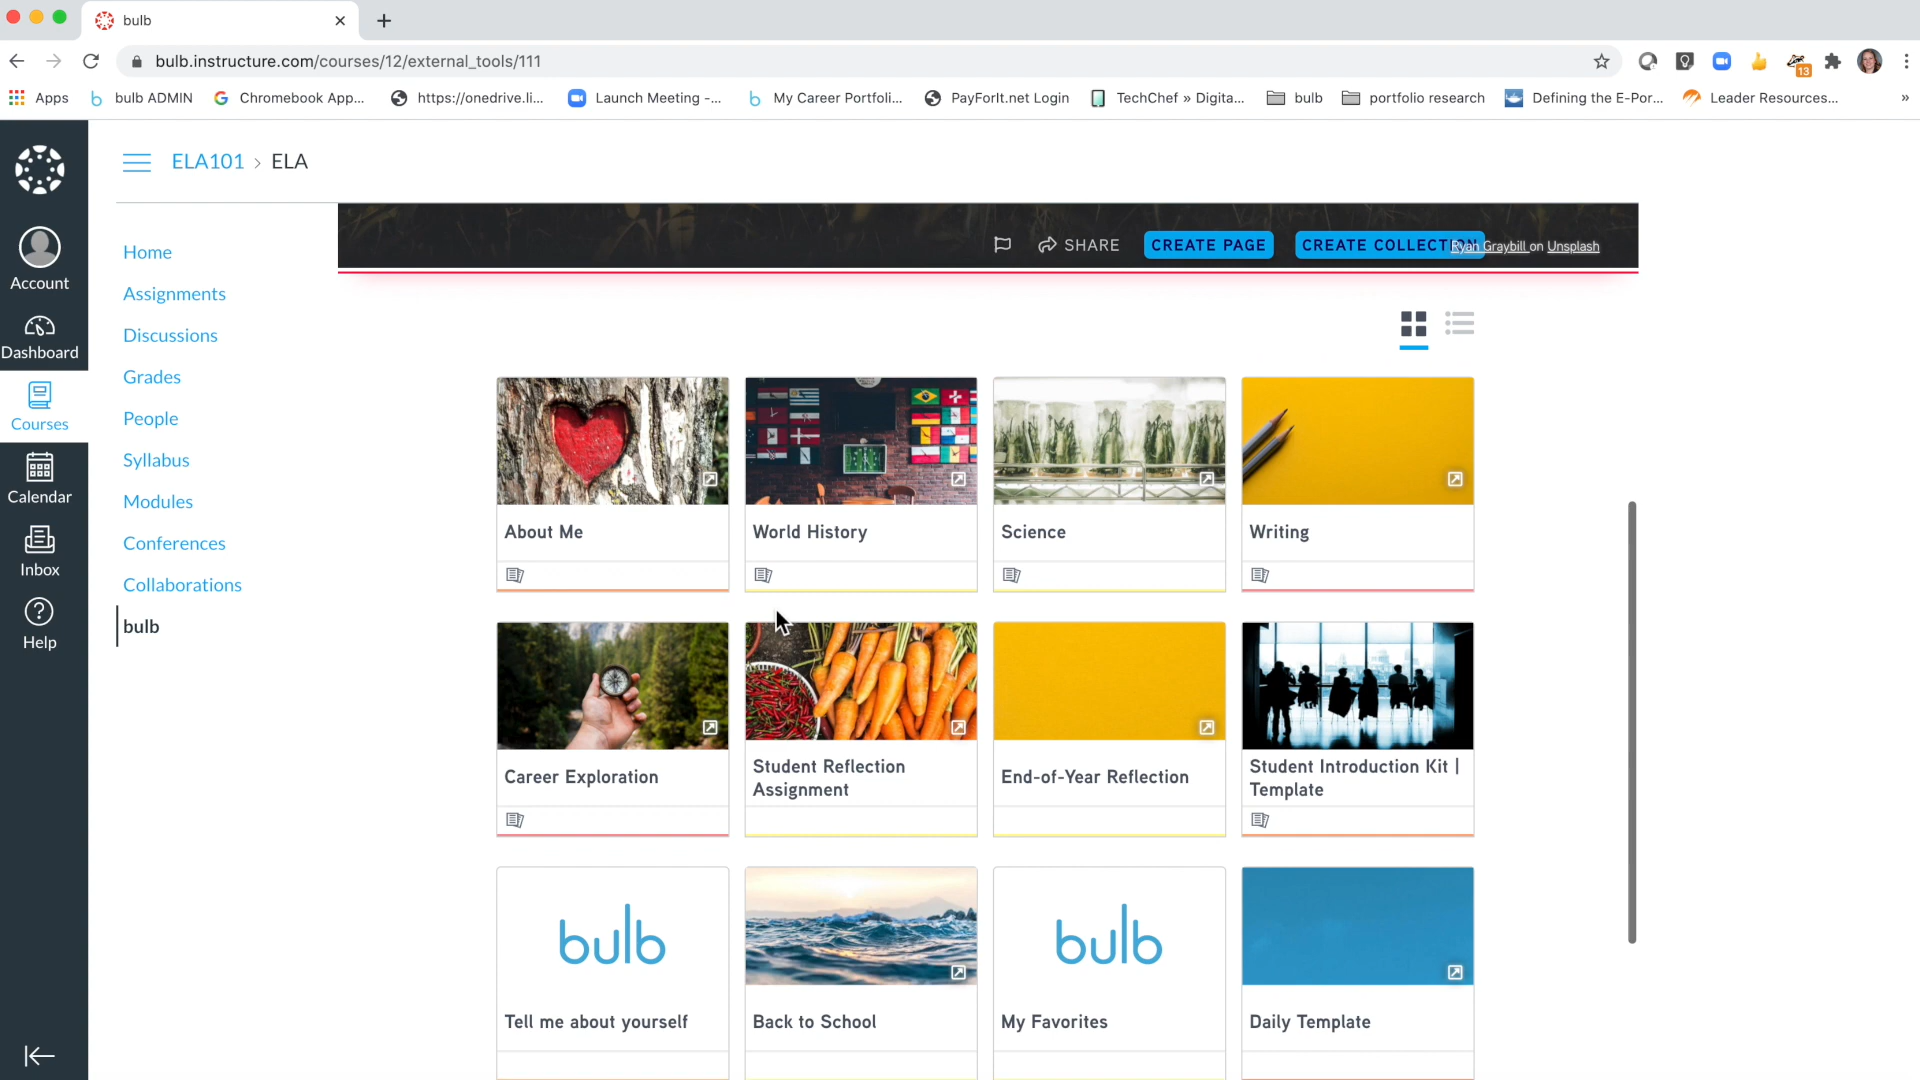 bulb
bulb.instructure.com/courses/12/external_tools/111
13
Apps
bulb ADMIN
Chromebook App...
https://onedrive.li...
Launch Meeting -...
My Career Portfoli...
PayForIt.net Login
TechChef » Digita...
bulb
portfolio research
Defining the E-Por...
Leader Resources...
»
ELA101 > ELA
Account
Dashboard
Courses
Calendar
Inbox
Help
Home
Assignments
Discussions
Grades
People
Syllabus
Modules
Conferences
Collaborations
bulb
SHARE
CREATE PAGE
CREATE COLLECTION
Ryan Graybill on Unsplash
About Me
World History
Science
Writing
Career Exploration
Student Reflection
Assignment
End-of-Year Reflection
Student Introduction Kit |
Template
bulb
Tell me about yourself
Back to School
bulb
My Favorites
Daily Template